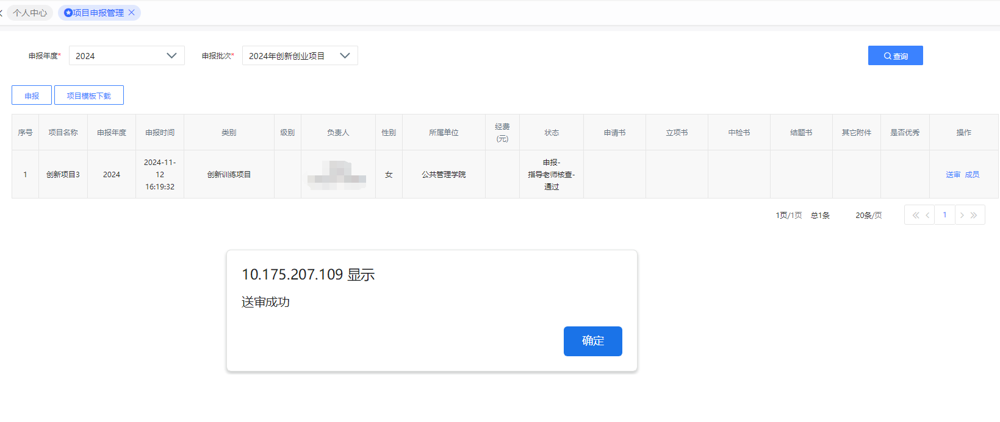 个人中心
项目申报管理
申报年度* 2024 申报批次* 2024年创新创业项目 查询
申报 项目模板下载
序号 项目名称 申报年度 申报时间 类别 级别 负责人 性别 所属单位 经费(元) 状态 申请书 立项书 中检书 结题书 其它附件 是否优秀 操作
1 创新项目3 2024 2024-11-12 16:19:32 创新训练项目 女 公共管理学院 申报-指导老师核查-通过 送审 成员
1页/1页 总1条 20条/页 1
10.175.207.109 显示
送审成功
确定